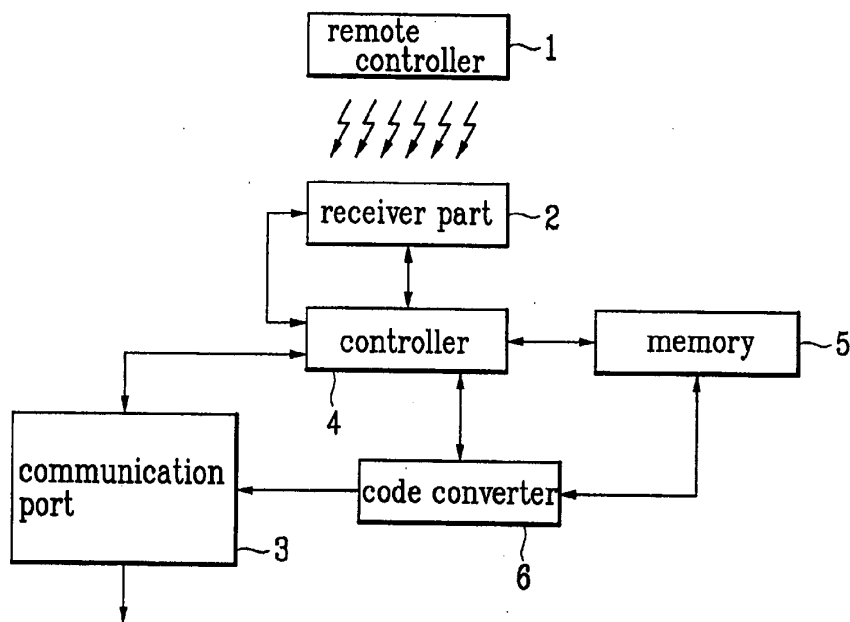 remote
controller
1
receiver part
2
controller
4
memory
5
communication
port
3
code converter
6